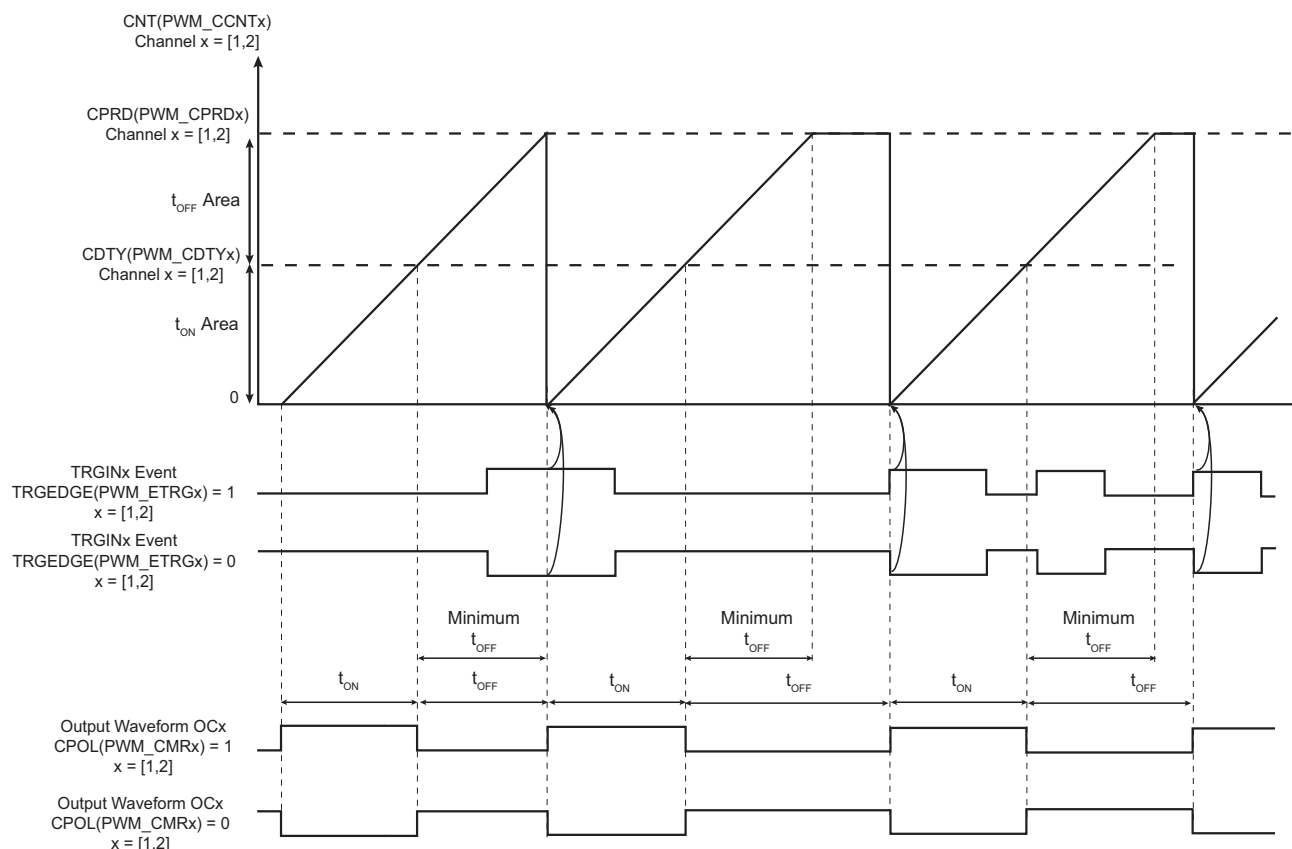 CNT(PWM_CCNTx)
Channel x = [1,2]
CPRD(PWM_CPRDx)
Channel x = [1,2]
tOFF Area
CDTY(PWM_CDTYx)
Channel x = [1,2]
tON Area
0
TRGINx Event
TRGEDGE(PWM_ETRGx) = 1
x = [1,2]
TRGINx Event
TRGEDGE(PWM_ETRGx) = 0
x = [1,2]
Minimum
tOFF
Minimum
tOFF
Minimum
tOFF
tON
tOFF
tON
tOFF
tON
tOFF
Output Waveform OCx
CPOL(PWM_CMRx) = 1
x = [1,2]
Output Waveform OCx
CPOL(PWM_CMRx) = 0
x = [1,2]